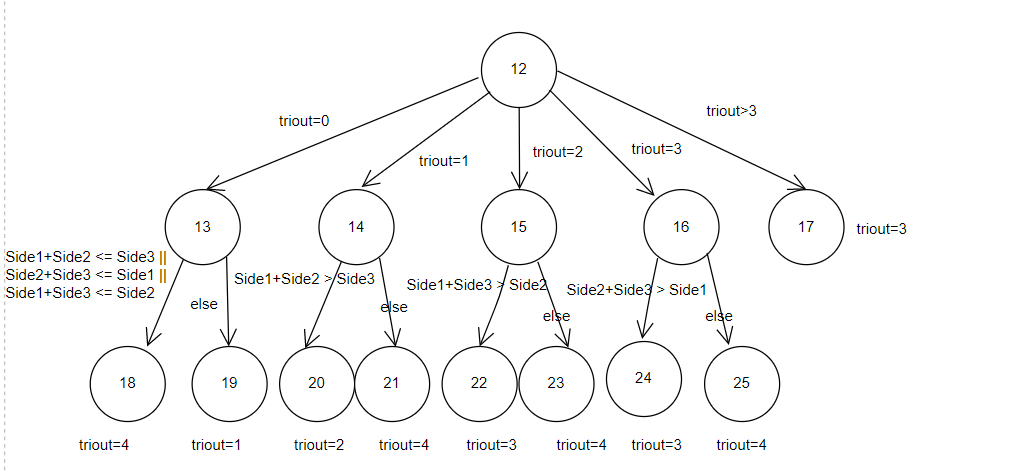 12
triout=0
triout=1
triout=2
triout=3
triout>3
13
14
15
16
17
triout=3
Side1+Side2 <= Side3 ||
Side2+Side3 <= Side1 ||
Side1+Side3 <= Side2
else
Side1+Side2 > Side3
else
Side1+Side3 > Side2
else
Side2+Side3 > Side1
else
18
19
20
21
22
23
24
25
triout=4
triout=1
triout=2
triout=4
triout=3
triout=4
triout=3
triout=4